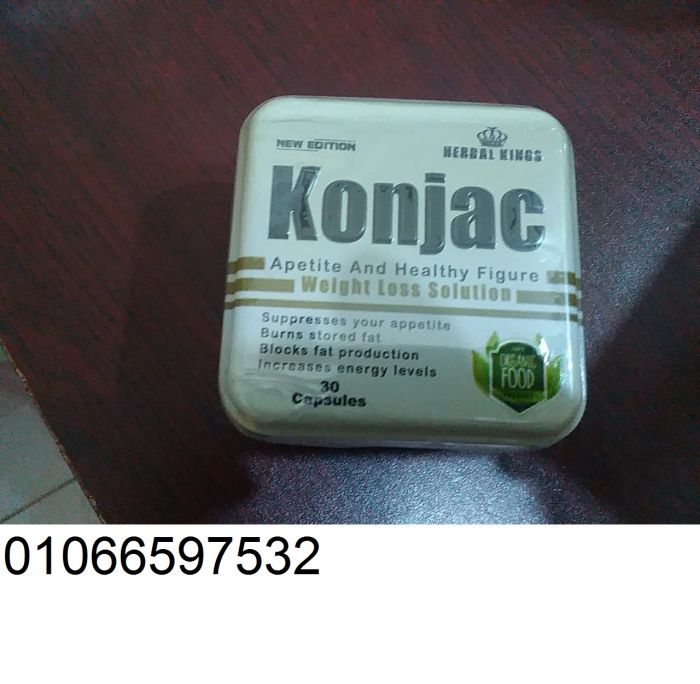 NEW EDITION
HERBAL KINGS
Konjac
Apetite And Healthy Figure
Weight Loss Solution
Suppresses your appetite
Burns stored fat
Blocks fat production
Increases energy levels
30
Capsules
ORGANIC
FOOD
01066597532